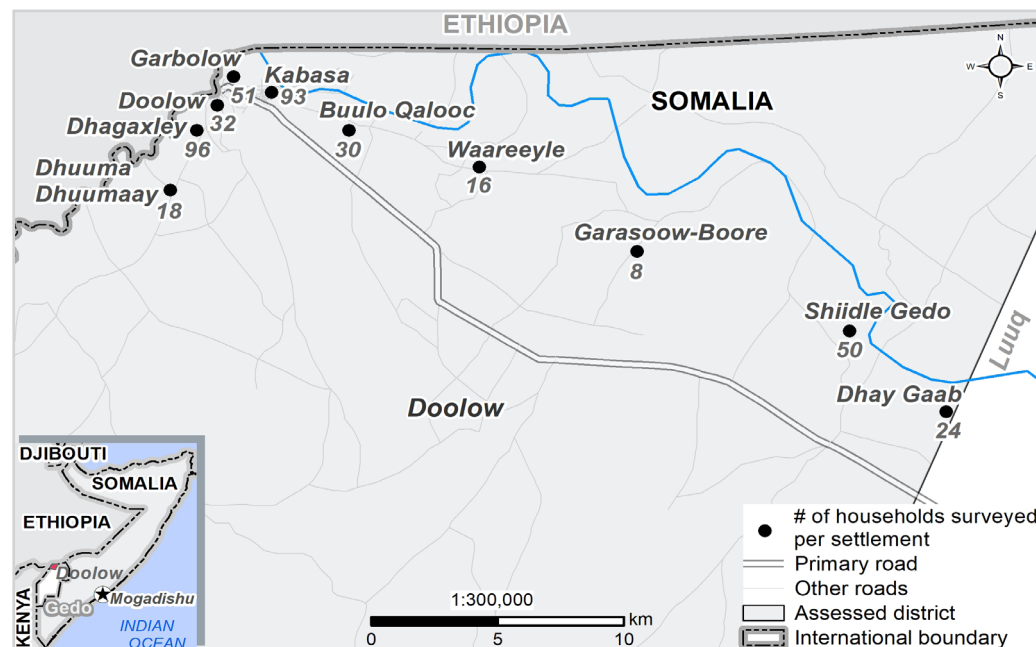 ETHIOPIA
Garbolow
51
Kabasa
93
SOMALIA
N
W E
S
Doolow
32
Buulo Qalooc
30
Dhagaxley
96
Waareeyle
16
Dhuuma
Dhuumaay
18
Garasoow-Boore
8
Shiidle Gedo
50
Luuq
Dhay Gaab
24
Doolow
DJIBOUTI
SOMALIA
ETHIOPIA
Doolow
Mogadishu
Gedo
KENYA
INDIAN
OCEAN
1:300,000
km
0 5 10
# of households surveyed
per settlement
Primary road
Other roads
Assessed district
International boundary